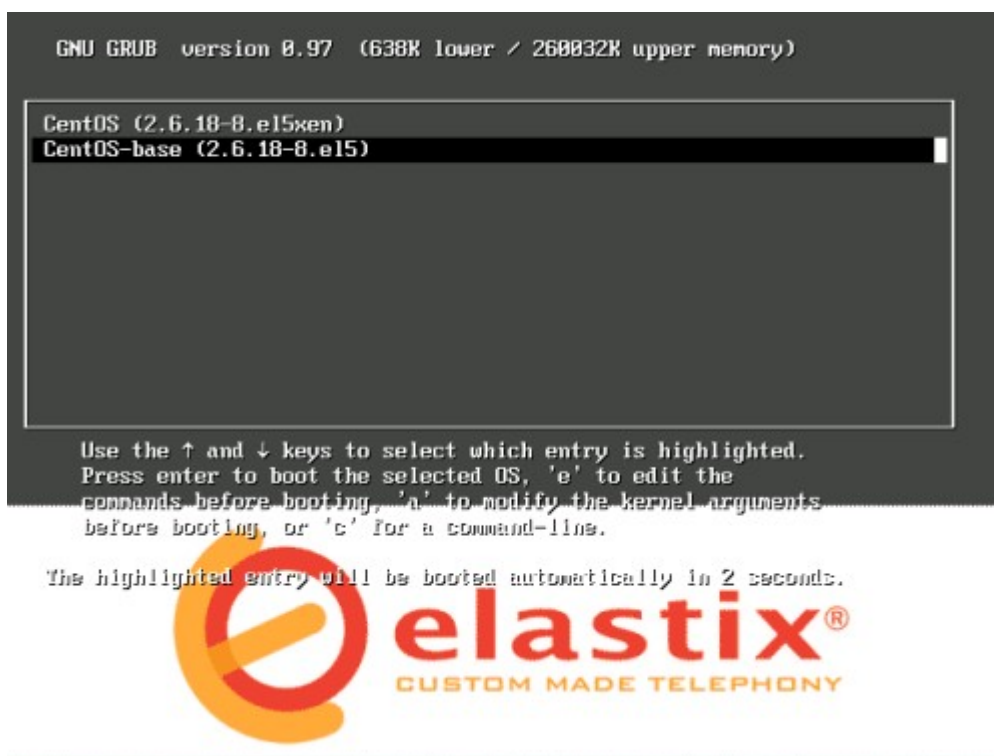 GNU GRUB version 0.97 (638K lower / 260032K upper memory)
CentOS (2.6.18-8.el5xen)
CentOS-base (2.6.18-8.el5)
Use the ↑ and ↓ keys to select which entry is highlighted.
Press enter to boot the selected OS, 'e' to edit the
commands before booting, 'a' to modify the kernel arguments
before booting, or 'c' for a command-line.
The highlighted entry will be booted automatically in 2 seconds.
elastix®
CUSTOM MADE TELEPHONY